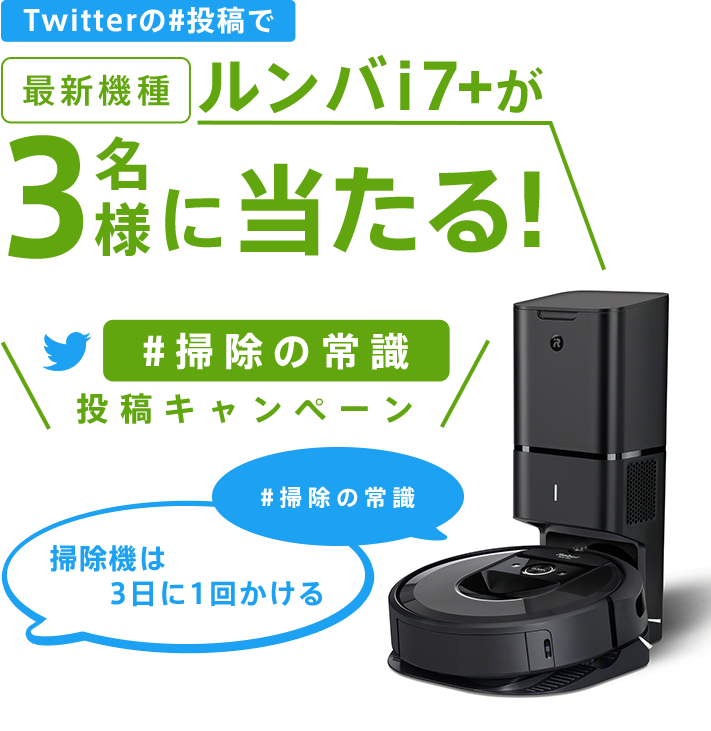 Twitterの#投稿で
最新機種 ルンバi7+が
3名様に当たる!
#掃除の常識
投稿キャンペーン
#掃除の常識
掃除機は
3日に1回かける